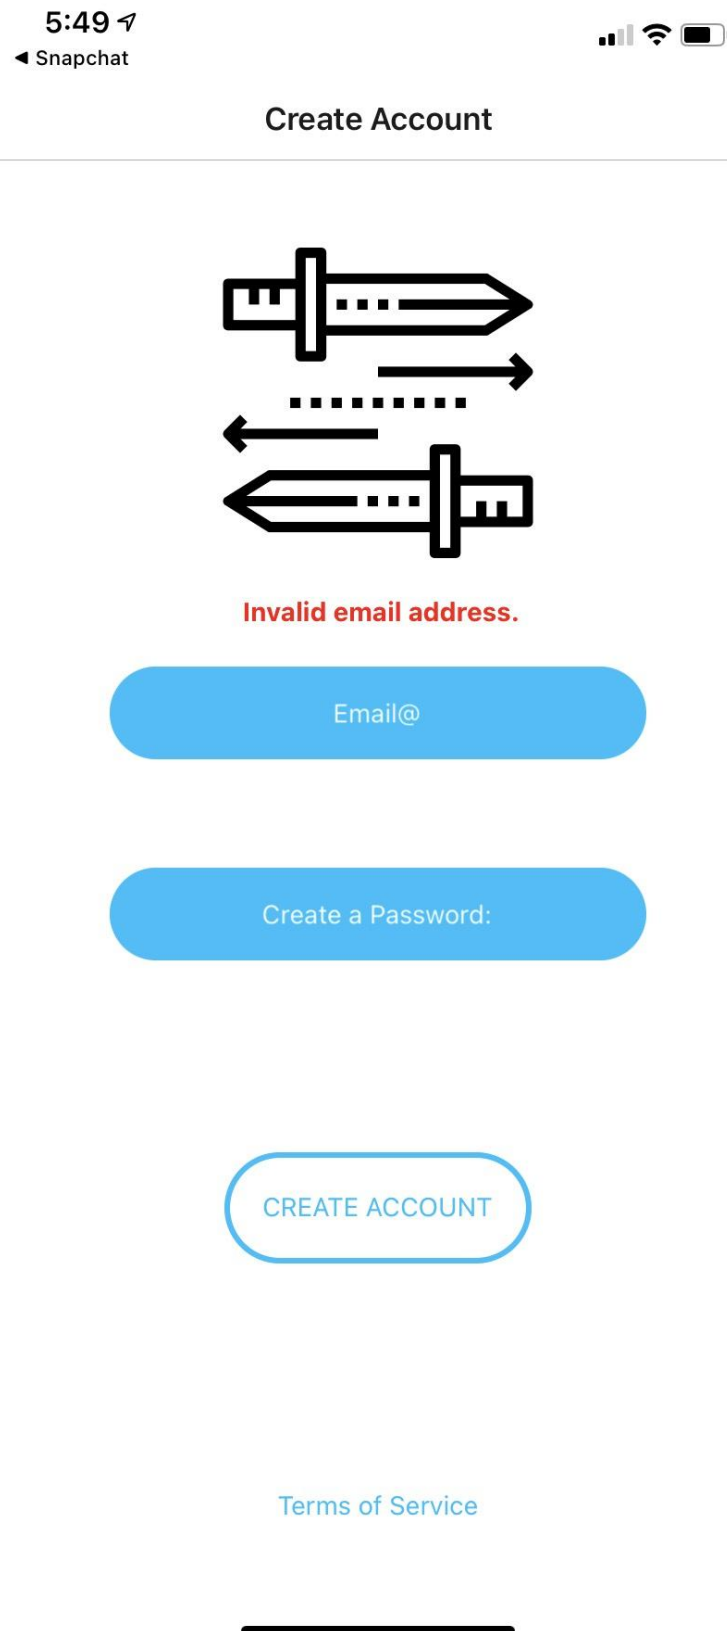 5:49
◀ Snapchat
Create Account
Invalid email address.
Email@
Create a Password:
CREATE ACCOUNT
Terms of Service